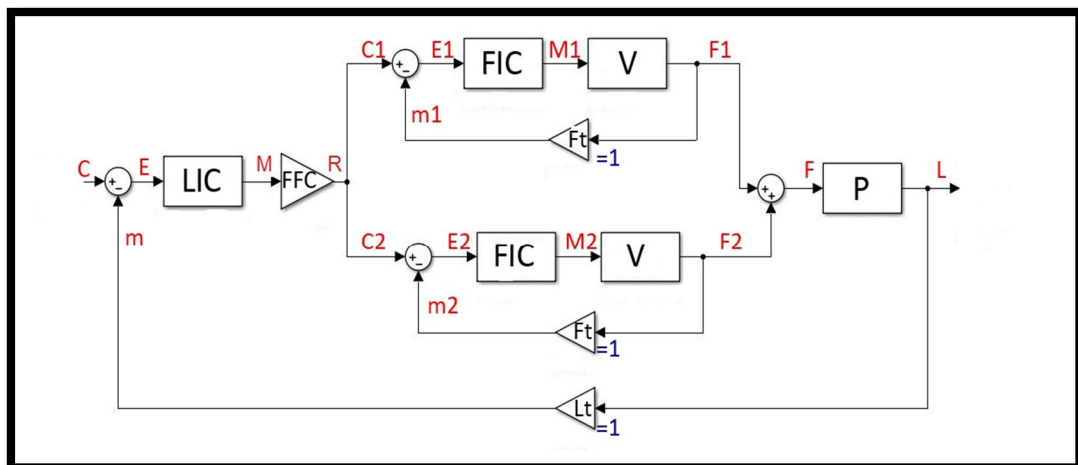 C1 E1 FIC M1 V F1
+ -
m1
Ft
=1
C E LIC M FFC R
+ -
m
F P L
+ +
C2 E2 FIC M2 V F2
+ -
m2
Ft
=1
Lt
=1